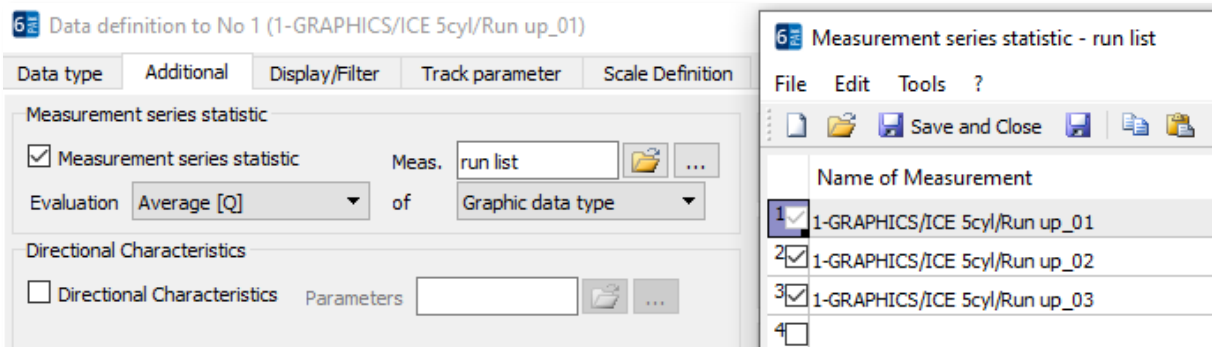 6 PAK Data definition to No 1 (1-GRAPHICS/ICE 5cyl/Run up_01)
Data type Additional Display/Filter Track parameter Scale Definition
Measurement series statistic
Measurement series statistic Meas. run list ...
Evaluation Average [Q] of Graphic data type
Directional Characteristics
Directional Characteristics Parameters ...
6 PAK Measurement series statistic - run list
File Edit Tools ?
Save and Close
Name of Measurement
1 1-GRAPHICS/ICE 5cyl/Run up_01
2 1-GRAPHICS/ICE 5cyl/Run up_02
3 1-GRAPHICS/ICE 5cyl/Run up_03
4